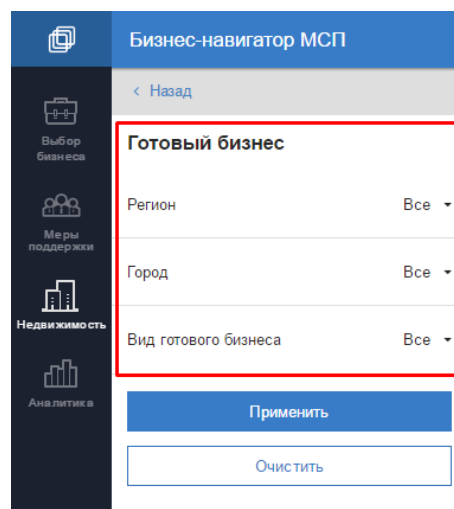 Бизнес-навигатор МСП
< Назад
Выбор
бизнеса
Готовый бизнес
Меры
поддержки
Регион Все
Город Все
Недвижимость
Вид готового бизнеса Все
Аналитика
Применить
Очистить